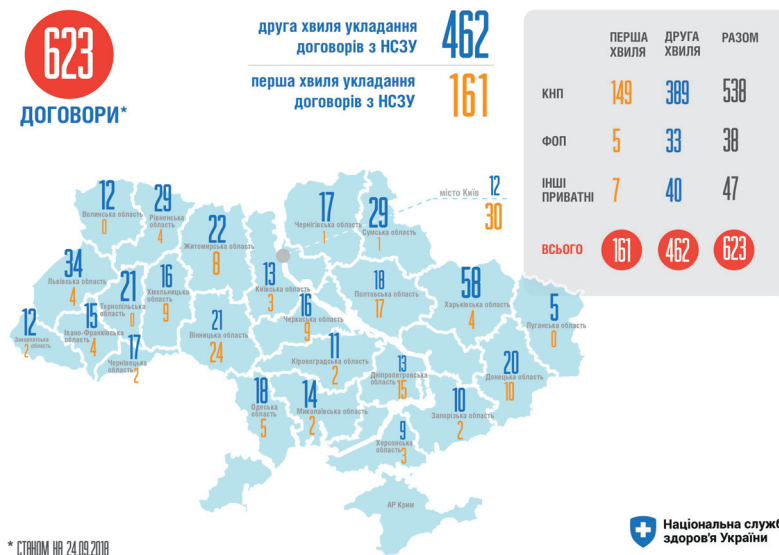 623
ДОГОВОРИ*
друга хвиля укладання
договорів з НСЗУ
462
перша хвиля укладання
договорів з НСЗУ
161
ПЕРША
ХВИЛЯ
ДРУГА
ХВИЛЯ
РАЗОМ
КНП 149 389 538
ФОП 5 33 38
ІНШІ
ПРИВАТНІ 7 40 47
ВСЬОГО 161 462 623
12
Волинська область
0
29
Рівненська
область
4
22
Житомирська область
8
17
Чернігівська область
1
29
Сумська область
1
місто Київ 12
30
34
Львівська область
4
21
Тернопільська
область
0
16
Хмельницька
область
9
13
Київська область
3
18
Полтавська область
17
58
Харківська область
4
5
Луганська область
0
12
Закарпатська
область
2
15
Івано-Франківська
область
4
17
Чернівецька
область
2
21
Вінницька область
24
16
Черкаська область
9
11
Кіровоградська область
2
13
Дніпропетровська
область
15
20
Донецька область
10
18
Одеська
область
5
14
Миколаївська область
2
9
Херсонська
область
3
10
Запорізька область
2
АР Крим
* СТАНОМ НА 24.09.2018
Національна служб
здоров'я України